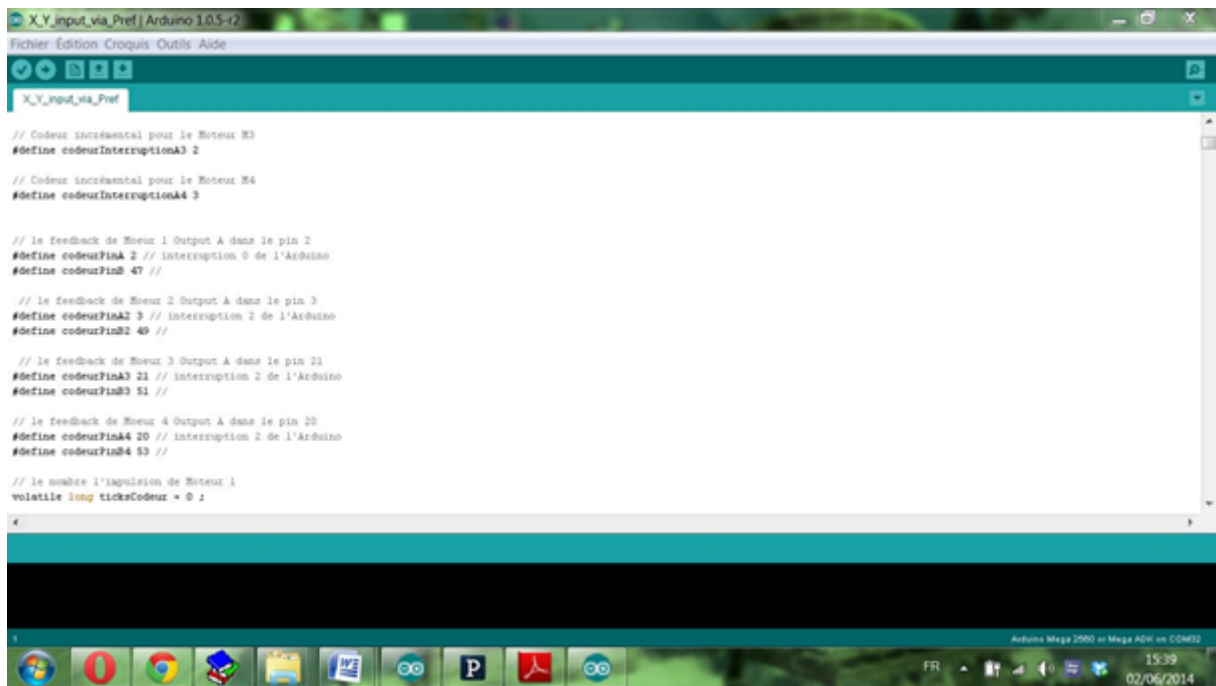 X_Y_input_via_Pref | Arduino 1.0.5-r2
Fichier Édition Croquis Outils Aide
X_Y_input_via_Pref
// Codeur incrémental pour le Moteur M3
#define codeurInterruptionA3 2
// Codeur incrémental pour le Moteur M4
#define codeurInterruptionA4 3
// le feedback de Moeur 1 Output A dans le pin 2
#define codeurPinA 2 // interruption 0 de l'Arduino
#define codeurPinB 47 //
// le feedback de Moeur 2 Output A dans le pin 3
#define codeurPinA2 3 // interruption 2 de l'Arduino
#define codeurPinB2 49 //
// le feedback de Moeur 3 Output A dans le pin 21
#define codeurPinA3 21 // interruption 2 de l'Arduino
#define codeurPinB3 51 //
// le feedback de Moeur 4 Output A dans le pin 20
#define codeurPinA4 20 // interruption 2 de l'Arduino
#define codeurPinB4 53 //
// le nombre l'impulsion de Moteur 1
volatile long ticksCodeur = 0 ;
1
Arduino Mega 2560 or Mega ADK on COM32
W
P
FR
15:39
02/06/2014